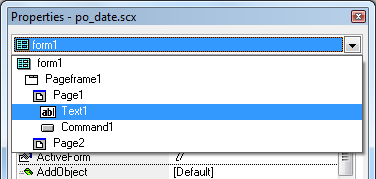 Properties - po_date.scx
form1
form1
Pageframe1
Page1
Text1
Command1
Page2
ActiveForm
AddObject [Default]